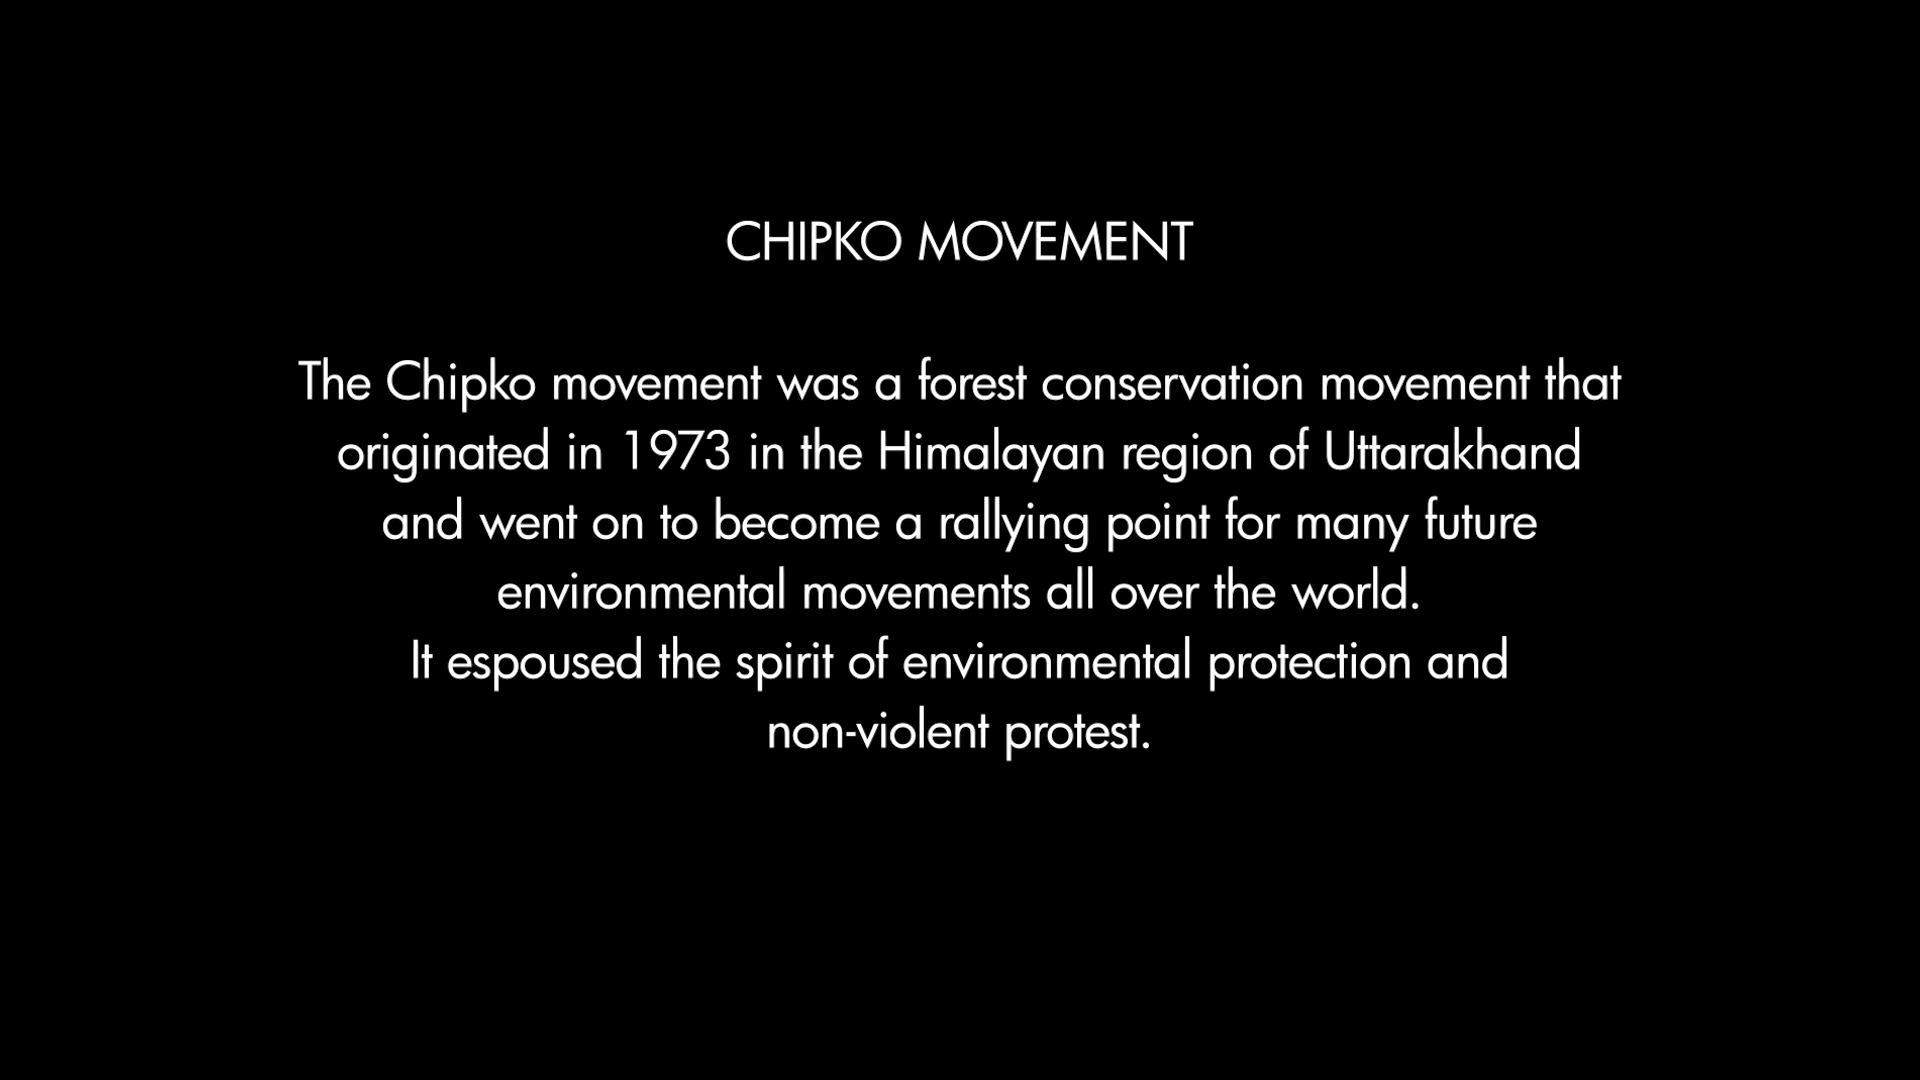 CHIPKO MOVEMENT
The Chipko movement was a forest conservation movement that
originated in 1973 in the Himalayan region of Uttarakhand
and went on to become a rallying point for many future
environmental movements all over the world.
It espoused the spirit of environmental protection and
non-violent protest.